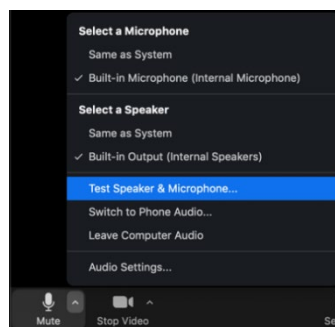 Select a Microphone
Same as System
✓ Built-in Microphone (Internal Microphone)
Select a Speaker
Same as System
✓ Built-in Output (Internal Speakers)
Test Speaker & Microphone...
Switch to Phone Audio...
Leave Computer Audio
Audio Settings...
Mute
Stop Video